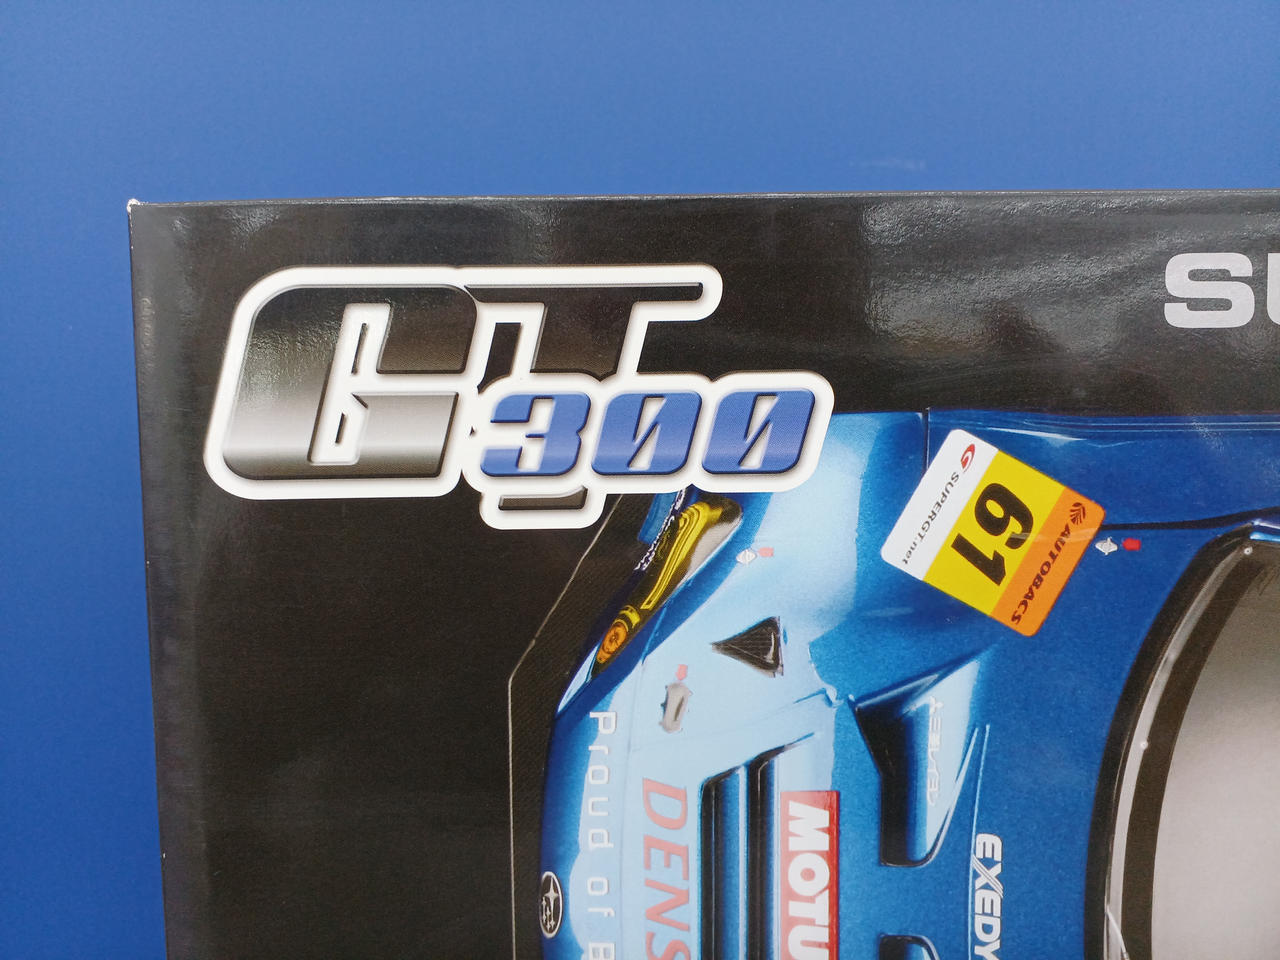 GT
300
SU
SUPERGT.net
61
AUTOBACS
Proud of B
DENS
MOTU
EXEDY